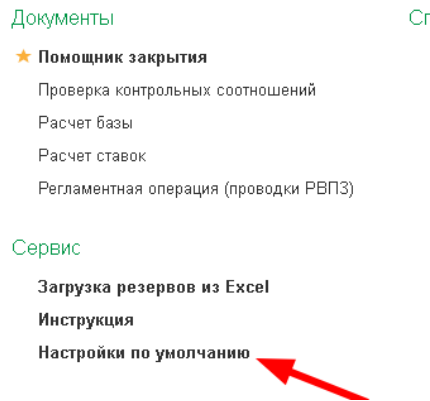 Документы
Помощник закрытия
Проверка контрольных соотношений
Расчет базы
Расчет ставок
Регламентная операция (проводки РВПЗ)
Сервис
Загрузка резервов из Excel
Инструкция
Настройки по умолчанию